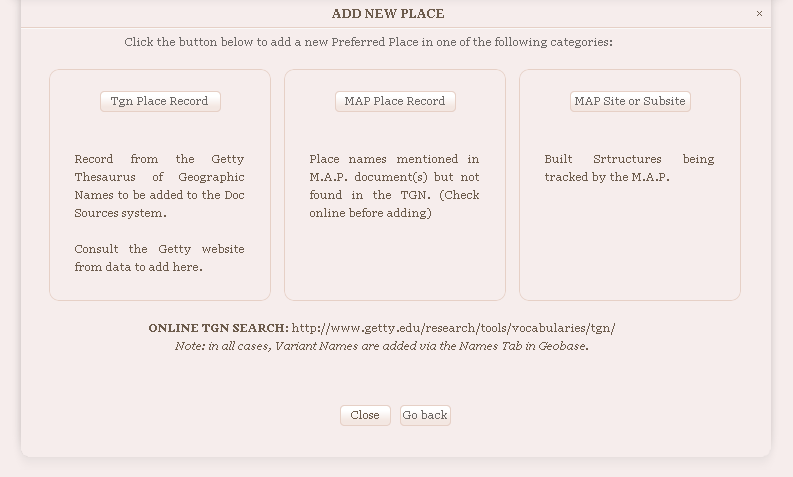 ADD NEW PLACE ×
Click the button below to add a new Preferred Place in one of the following categories:
Tgn Place Record
Record from the Getty
Thesaurus of Geographic
Names to be added to the Doc
Sources system.
Consult the Getty website
from data to add here.
MAP Place Record
Place names mentioned in
M.A.P. document(s) but not
found in the TGN. (Check
online before adding)
MAP Site or Subsite
Built Srtructures being
tracked by the M.A.P.
ONLINE TGN SEARCH: http://www.getty.edu/research/tools/vocabularies/tgn/
Note: in all cases, Variant Names are added via the Names Tab in Geobase.
Close Go back